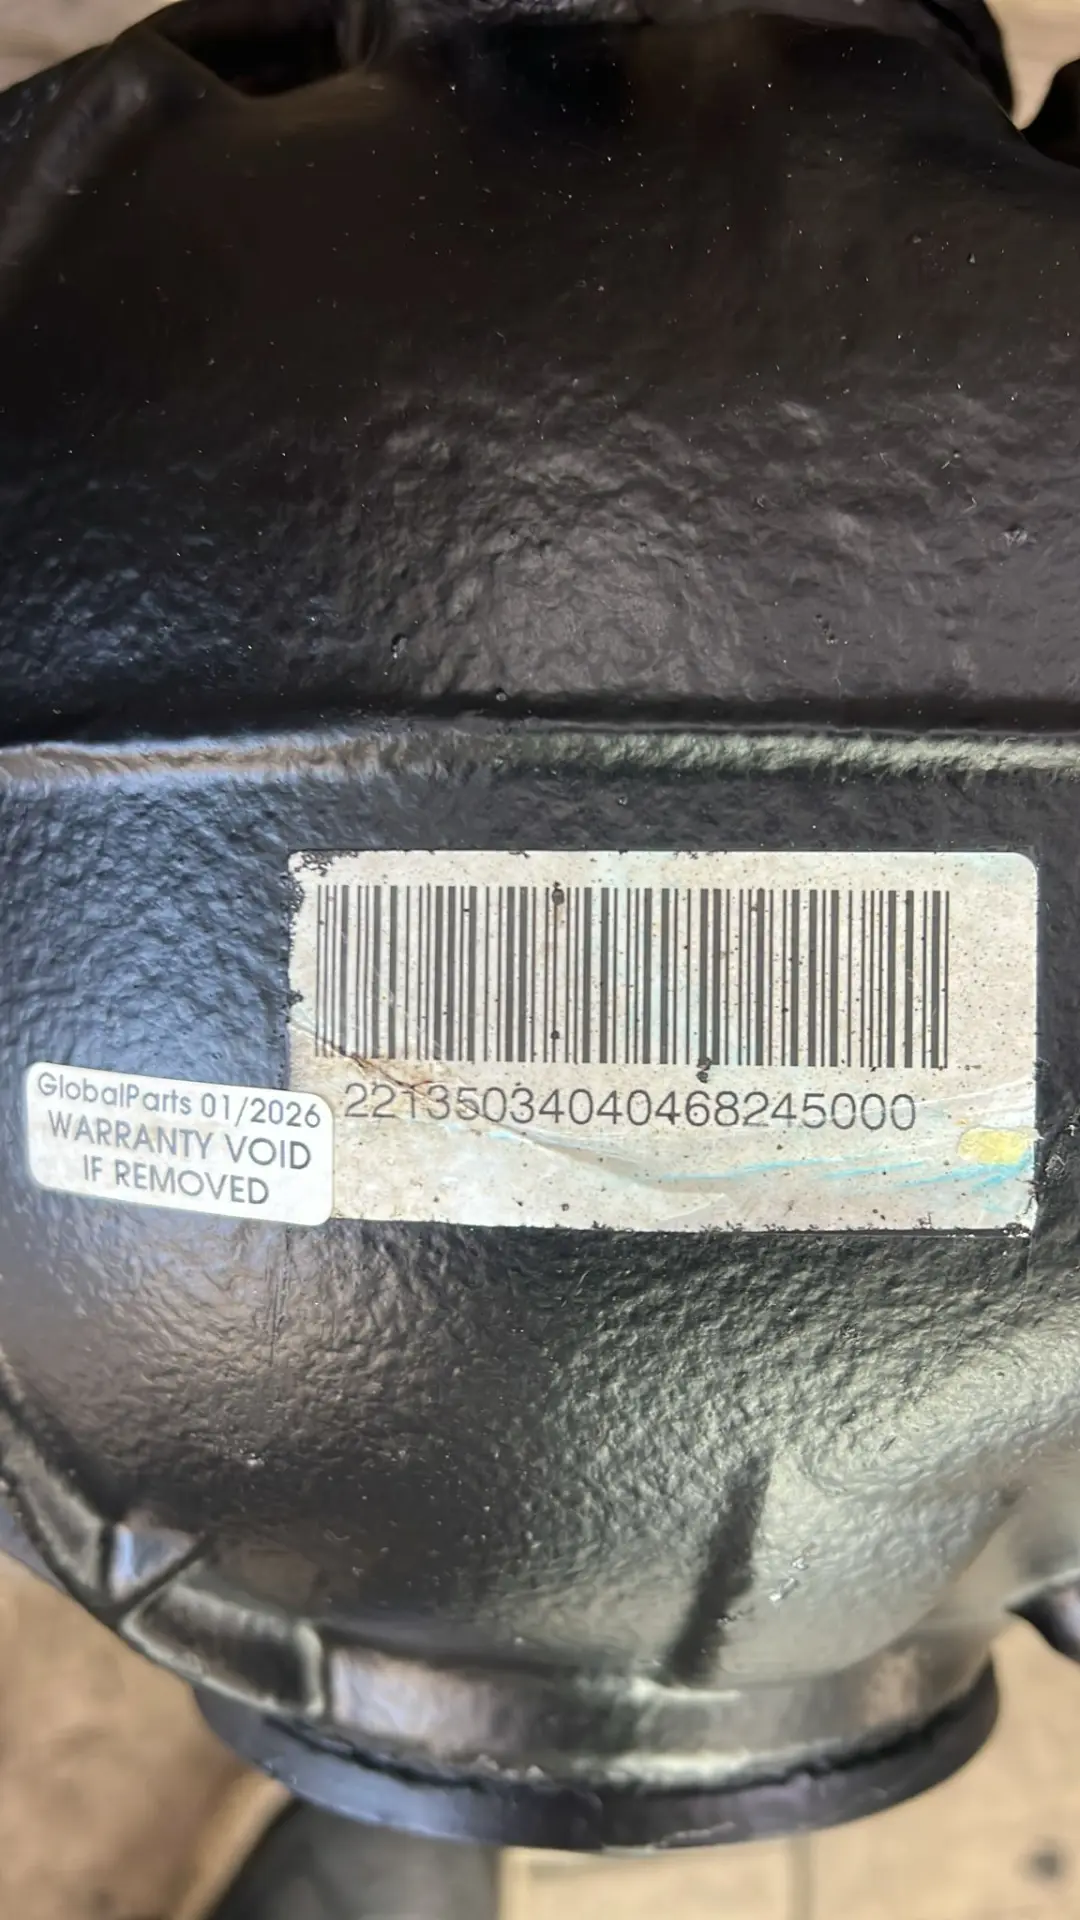 22135034040468245000
GlobalParts 01/2026
WARRANTY VOID
IF REMOVED